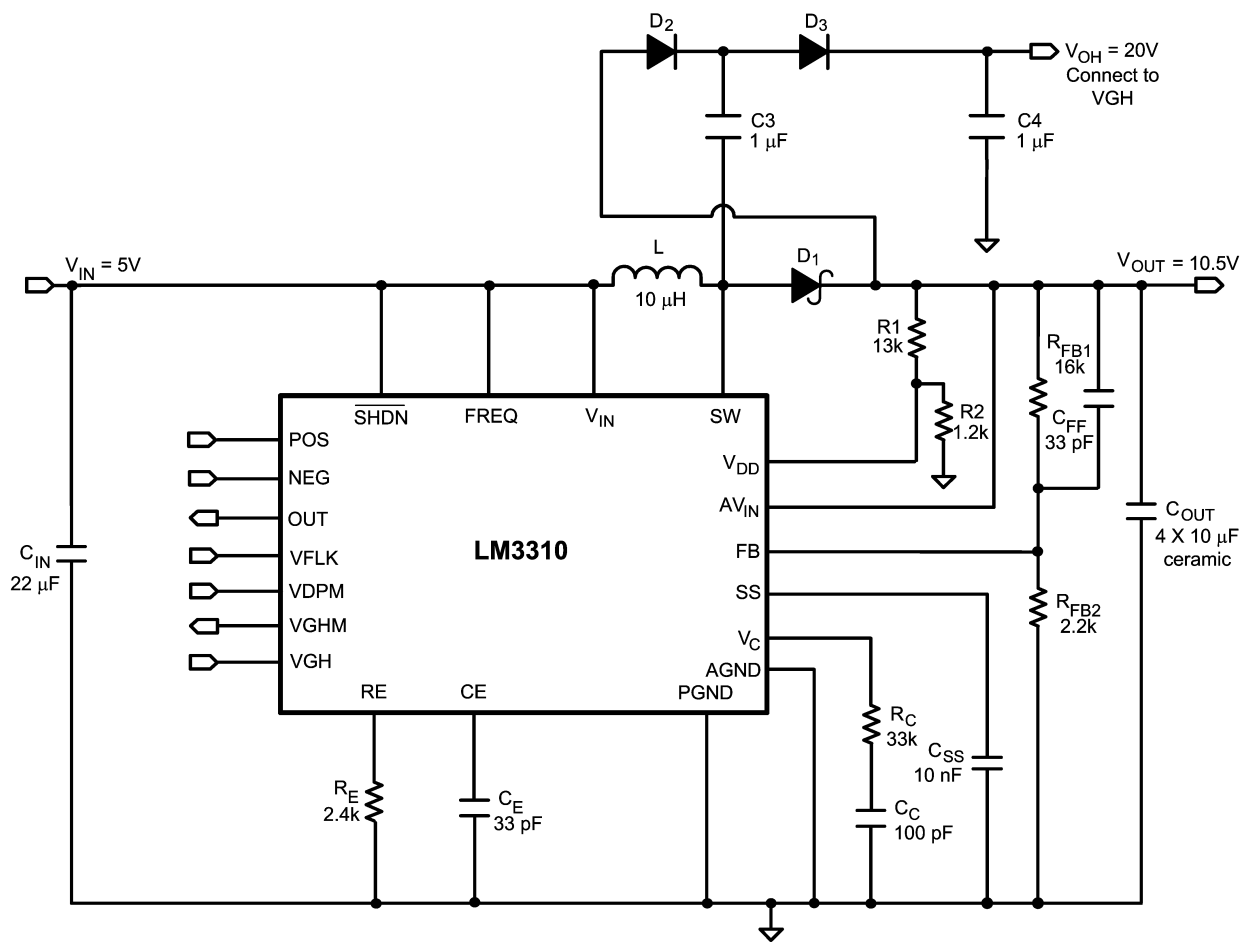 D2
D3
VOH = 20V
Connect to
VGH
C3
1 µF
C4
1 µF
VIN = 5V
L
10 µH
D1
VOUT = 10.5V
R1
13k
RFB1
16k
CFF
33 pF
R2
1.2k
SHDN
FREQ
VIN
SW
POS
NEG
OUT
VFLK
VDPM
VGHM
VGH
VDD
AVIN
FB
SS
VC
AGND
PGND
RE
CE
LM3310
CIN
22 µF
COUT
4 X 10 µF
ceramic
RFB2
2.2k
RC
33k
CSS
10 nF
RE
2.4k
CE
33 pF
CC
100 pF